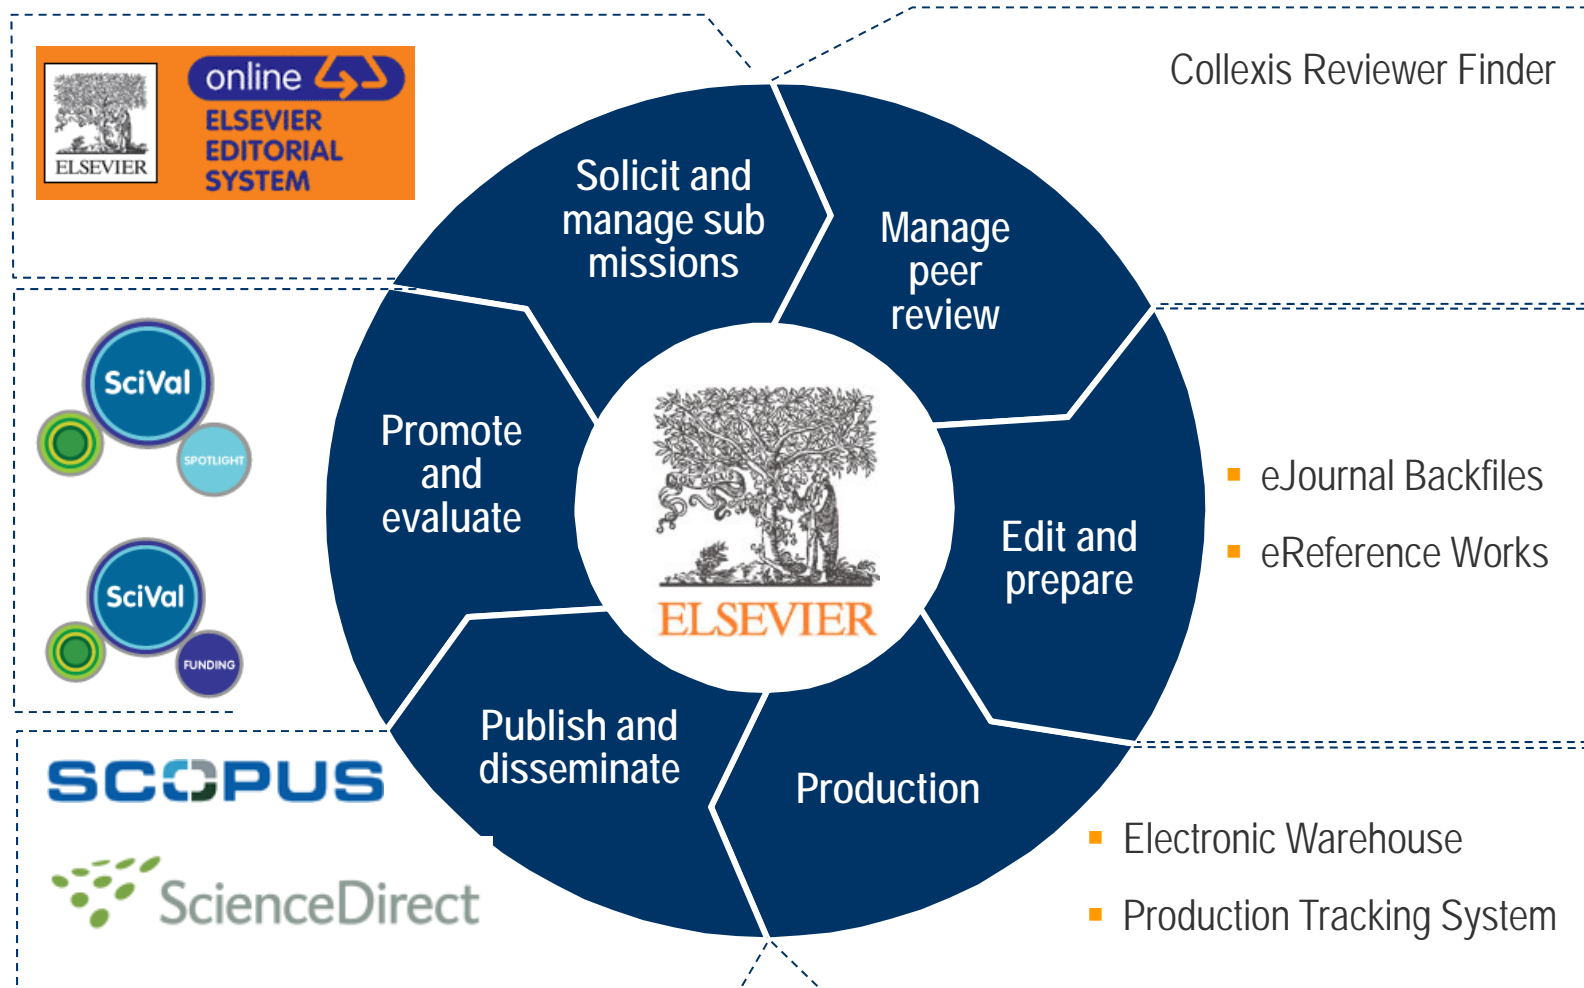 ELSEVIER
online
ELSEVIER
EDITORIAL
SYSTEM
Collexis Reviewer Finder
Solicit and
manage sub
missions
Manage
peer
review
SciVal
SPOTLIGHT
SciVal
FUNDING
Promote
and
evaluate
ELSEVIER
Edit and
prepare
eJournal Backfiles
eReference Works
Publish and
disseminate
Production
SCOPUS
ScienceDirect
Electronic Warehouse
Production Tracking System